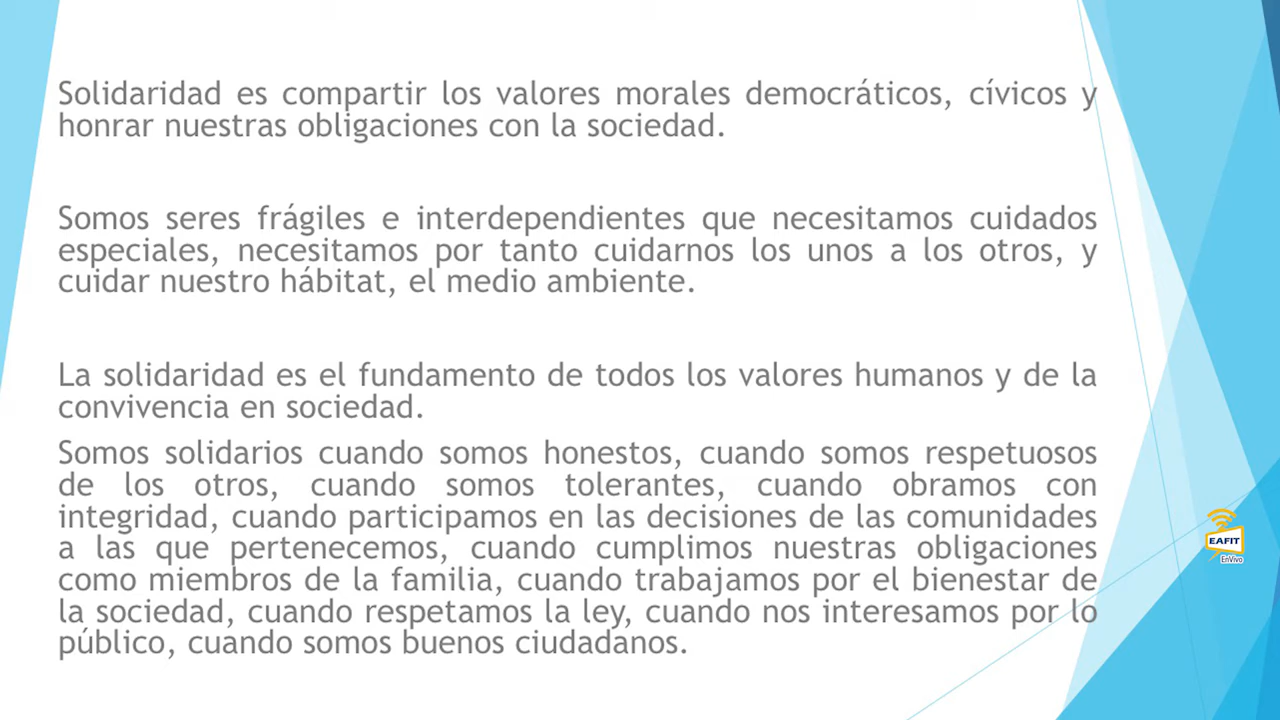 Solidaridad es compartir los valores morales democráticos, cívicos y
honrar nuestras obligaciones con la sociedad.
Somos seres frágiles e interdependientes que necesitamos cuidados
especiales, necesitamos por tanto cuidarnos los unos a los otros, y
cuidar nuestro hábitat, el medio ambiente.
La solidaridad es el fundamento de todos los valores humanos y de la
convivencia en sociedad.
Somos solidarios cuando somos honestos, cuando somos respetuosos
de los otros, cuando somos tolerantes, cuando obramos con
integridad, cuando participamos en las decisiones de las comunidades
a las que pertenecemos, cuando cumplimos nuestras obligaciones
como miembros de la familia, cuando trabajamos por el bienestar de
la sociedad, cuando respetamos la ley, cuando nos interesamos por lo
público, cuando somos buenos ciudadanos.
EAFIT
EnVivo